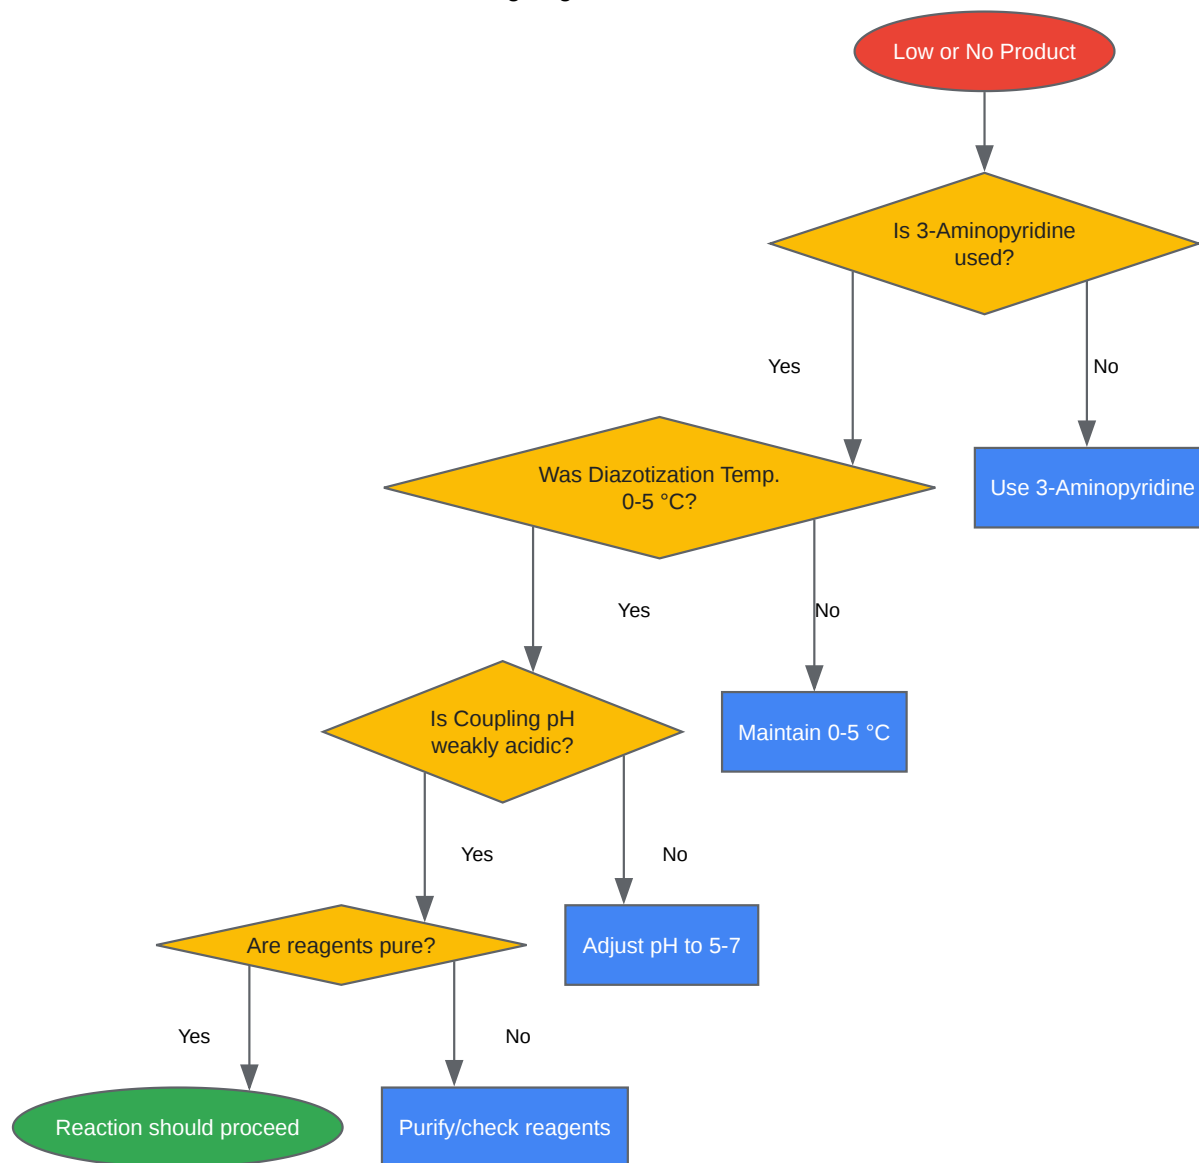 Low or No Product
Is 3-Aminopyridine
used?
Yes
No
Was Diazotization Temp.
0-5 °C?
Use 3-Aminopyridine
Yes
No
Is Coupling pH
weakly acidic?
Maintain 0-5 °C
Yes
No
Are reagents pure?
Adjust pH to 5-7
Yes
No
Reaction should proceed
Purify/check reagents